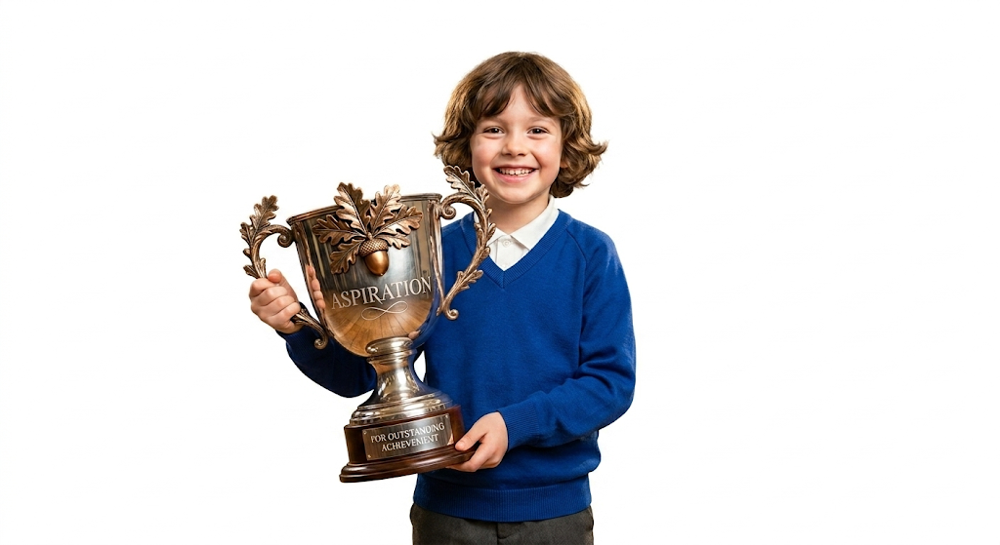 ASPIRATION
FOR OUTSTANDING
ACHIEVEMENT